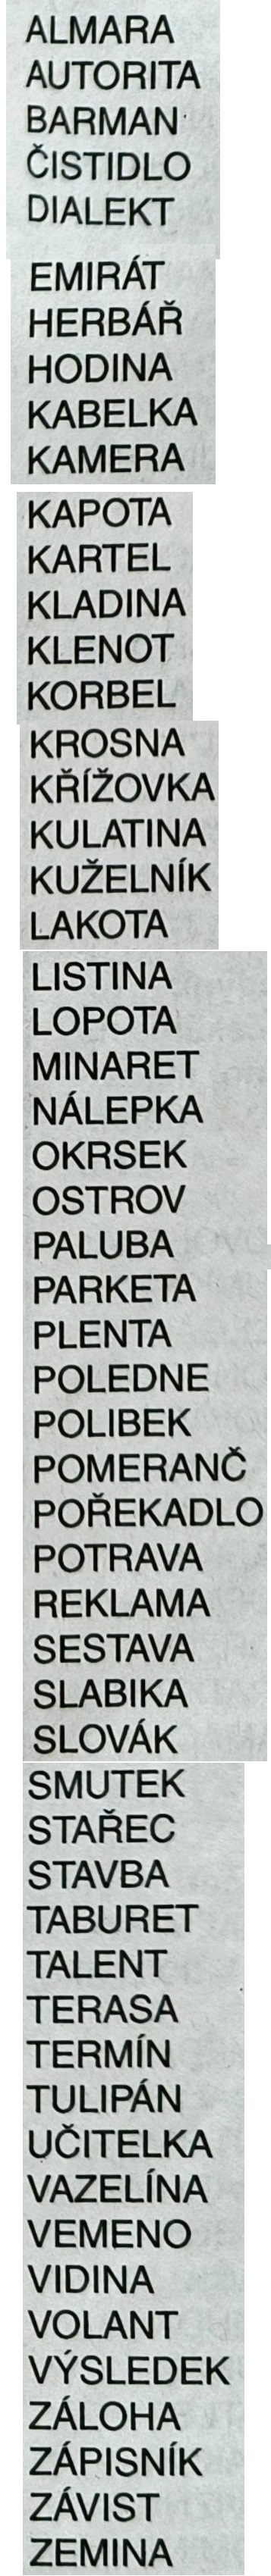 ALMARA
AUTORITA
BARMAN
ČISTIDLO
DIALEKT
EMIRÁT
HERBÁŘ
HODINA
KABELKA
KAMERA
KAPOTA
KARTEL
KLADINA
KLENOT
KORBEL
KROSNA
KŘÍŽOVKA
KULATINA
KUŽELNÍK
LAKOTA
LISTINA
LOPOTA
MINARET
NÁLEPKA
OKRSEK
OSTROV
PALUBA
PARKETA
PLENTA
POLEDNE
POLIBEK
POMERANČ
POŘEKADLO
POTRAVA
REKLAMA
SESTAVA
SLABIKA
SLOVÁK
SMUTEK
STAŘEC
STAVBA
TABURET
TALENT
TERASA
TERMÍN
TULIPÁN
UČITELKA
VAZELÍNA
VEMENO
VIDINA
VOLANT
VÝSLEDEK
ZÁLOHA
ZÁPISNÍK
ZÁVIST
ZEMINA